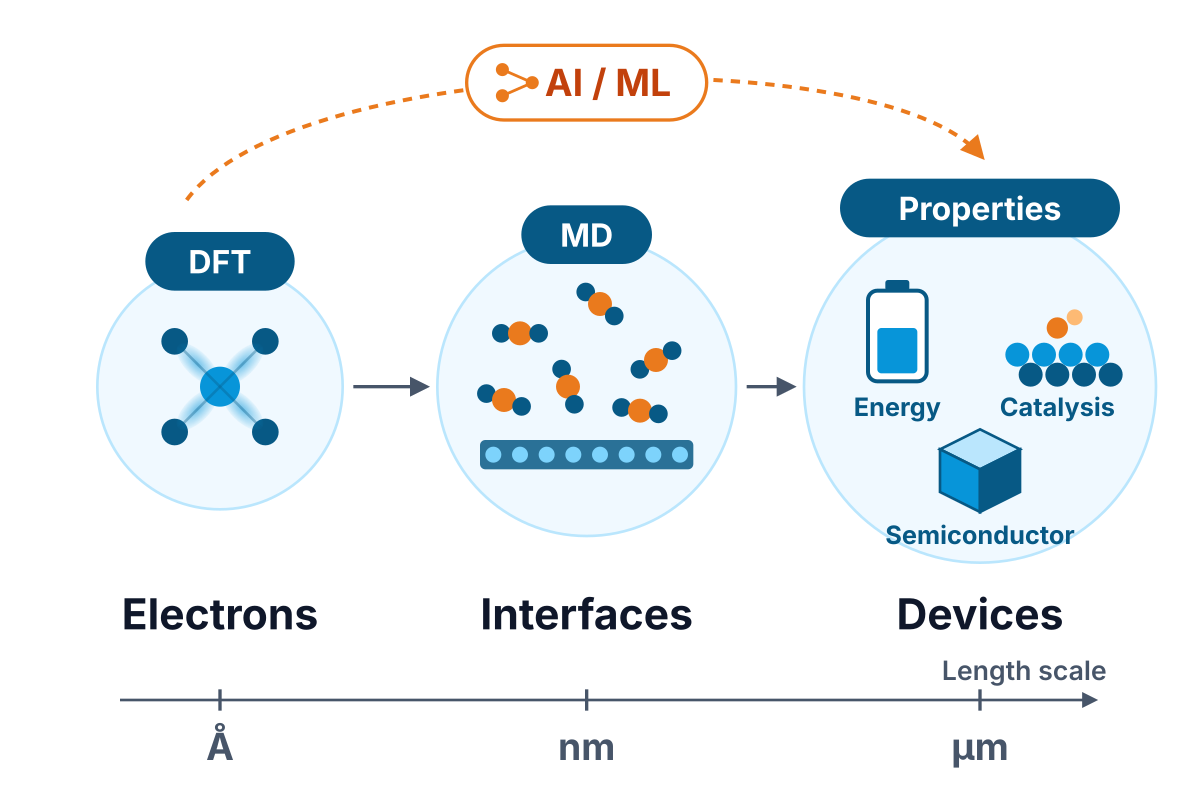 AI / ML
DFT
MD
Properties
Energy
Catalysis
Semiconductor
Electrons
Interfaces
Devices
Length scale
Å
nm
μm